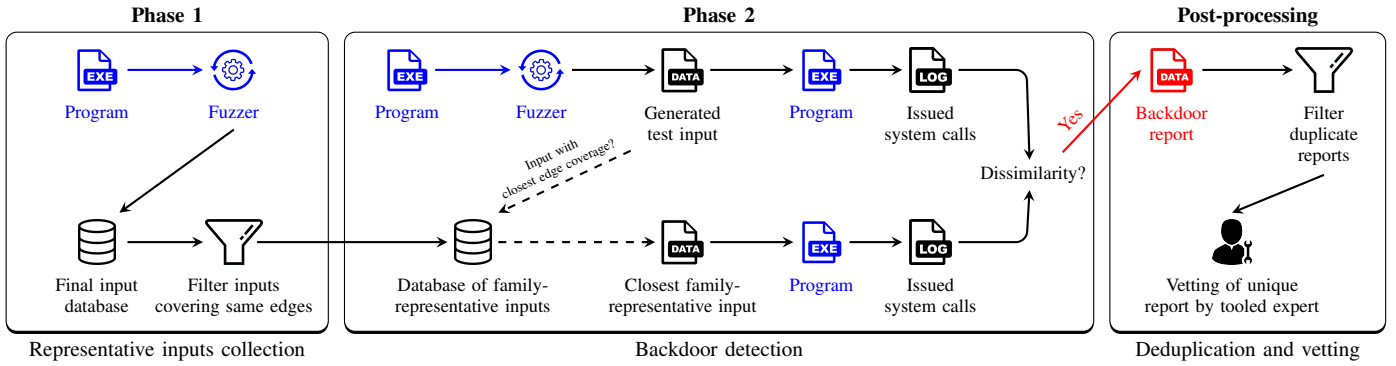 Phase 1
EXE
Program
Fuzzer
Final input
database
Filter inputs
covering same edges
Representative inputs collection
Phase 2
EXE
Program
Fuzzer
DATA
Generated
test input
EXE
Program
LOG
Issued
system calls
Input with
closest edge coverage?
Dissimilarity?
Yes
Database of family-
representative inputs
DATA
Closest family-
representative input
EXE
Program
LOG
Issued
system calls
Backdoor detection
Post-processing
DATA
Backdoor
report
Filter
duplicate
reports
Vetting of unique
report by tooled expert
Deduplication and vetting